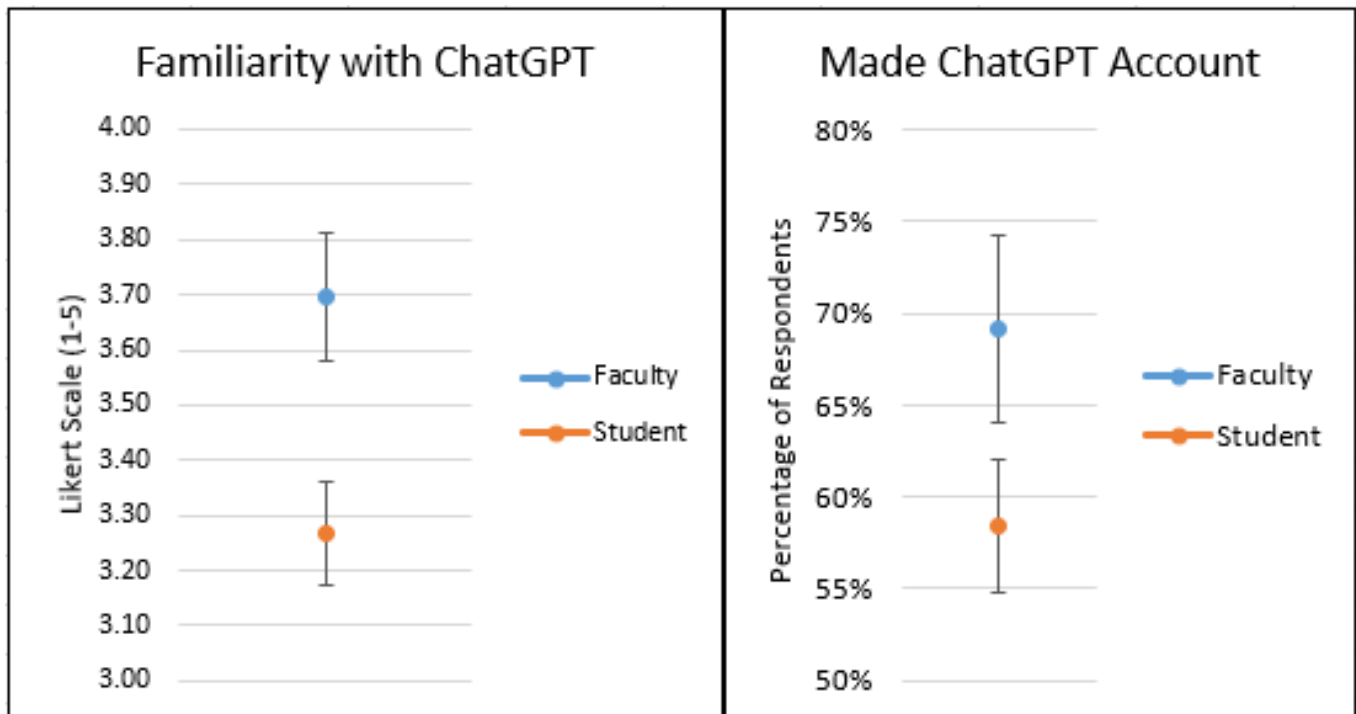 Familiarity with ChatGPT
4.00
3.90
3.80
3.70
3.60
3.50
3.40
3.30
3.20
3.10
3.00
Likert Scale (1-5)
Faculty
Student
Made ChatGPT Account
80%
75%
70%
65%
60%
55%
50%
Percentage of Respondents
Faculty
Student